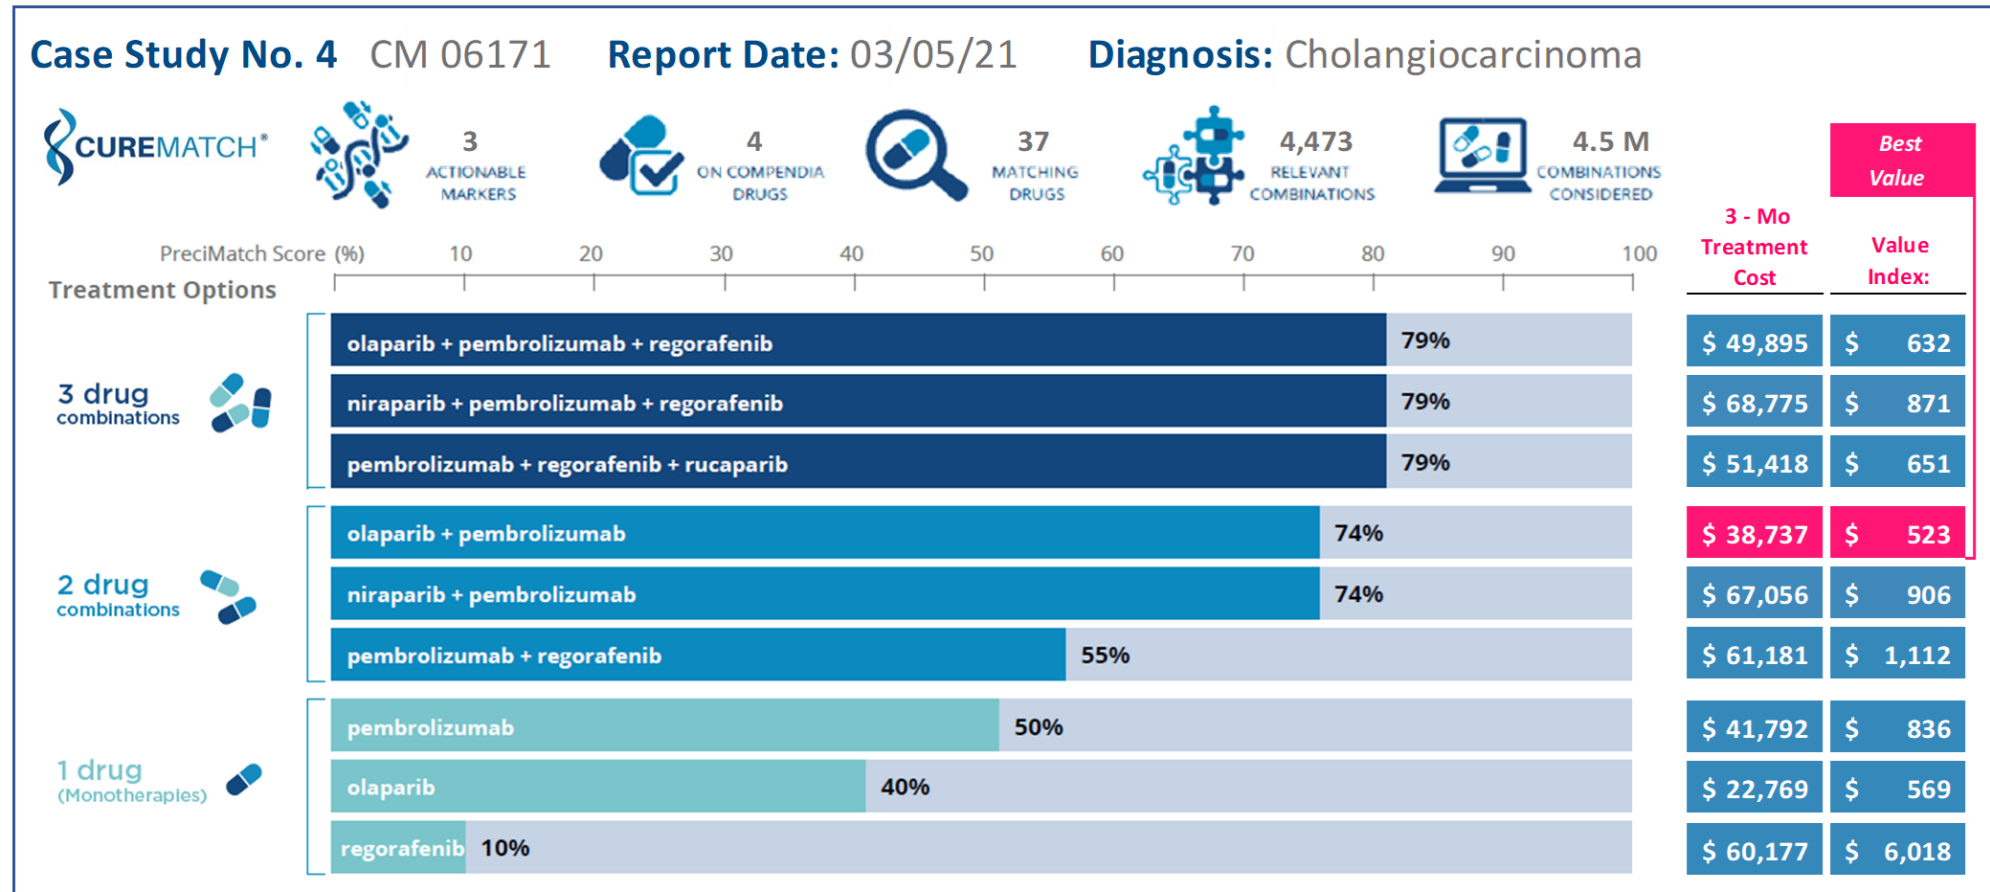 Case Study No. 4 CM 06171 Report Date: 03/05/21 Diagnosis: Cholangiocarcinoma
CUREMATCH®
3
ACTIONABLE
MARKERS
4
ON COMPENDIA
DRUGS
37
MATCHING
DRUGS
4,473
RELEVANT
COMBINATIONS
4.5 M
COMBINATIONS
CONSIDERED
Best
Value
3 - Mo
Treatment
Cost
Value
Index:
PreciMatch Score (%) 10 20 30 40 50 60 70 80 90 100
Treatment Options
3 drug
combinations
olaparib + pembrolizumab + regorafenib 79% $ 49,895 $ 632
niraparib + pembrolizumab + regorafenib 79% $ 68,775 $ 871
pembrolizumab + regorafenib + rucaparib 79% $ 51,418 $ 651
2 drug
combinations
olaparib + pembrolizumab 74% $ 38,737 $ 523
niraparib + pembrolizumab 74% $ 67,056 $ 906
pembrolizumab + regorafenib 55% $ 61,181 $ 1,112
1 drug
(Monotherapies)
pembrolizumab 50% $ 41,792 $ 836
olaparib 40% $ 22,769 $ 569
regorafenib 10% $ 60,177 $ 6,018